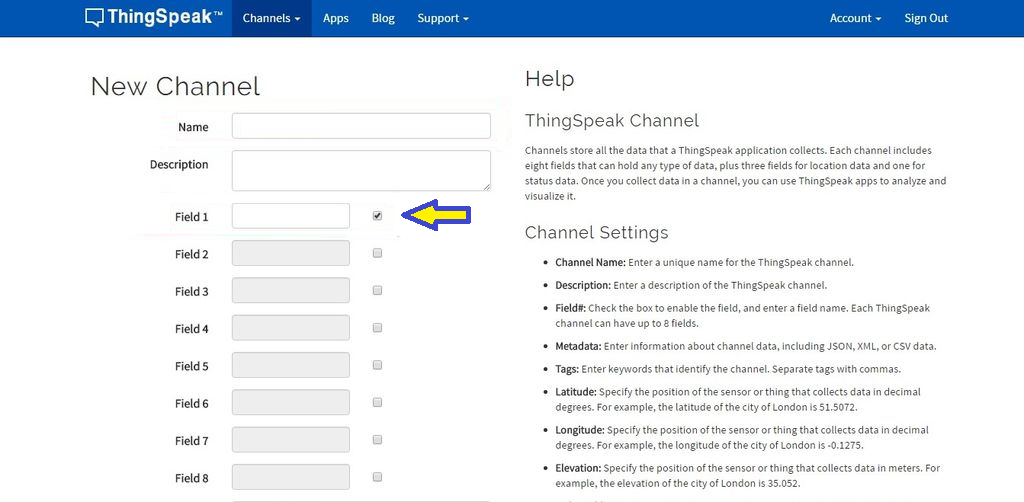 ThingSpeak™ Channels Apps Blog Support Account Sign Out
New Channel
Name
Description
Field 1
Field 2
Field 3
Field 4
Field 5
Field 6
Field 7
Field 8
Help
ThingSpeak Channel
Channels store all the data that a ThingSpeak application collects. Each channel includes
eight fields that can hold any type of data, plus three fields for location data and one for
status data. Once you collect data in a channel, you can use ThingSpeak apps to analyze and
visualize it.
Channel Settings
• Channel Name: Enter a unique name for the ThingSpeak channel.
• Description: Enter a description of the ThingSpeak channel.
• Field#: Check the box to enable the field, and enter a field name. Each ThingSpeak
channel can have up to 8 fields.
• Metadata: Enter information about channel data, including JSON, XML, or CSV data.
• Tags: Enter keywords that identify the channel. Separate tags with commas.
• Latitude: Specify the position of the sensor or thing that collects data in decimal
degrees. For example, the latitude of the city of London is 51.5072.
• Longitude: Specify the position of the sensor or thing that collects data in decimal
degrees. For example, the longitude of the city of London is -0.1275.
• Elevation: Specify the position of the sensor or thing that collects data in meters. For
example, the elevation of the city of London is 35.052.